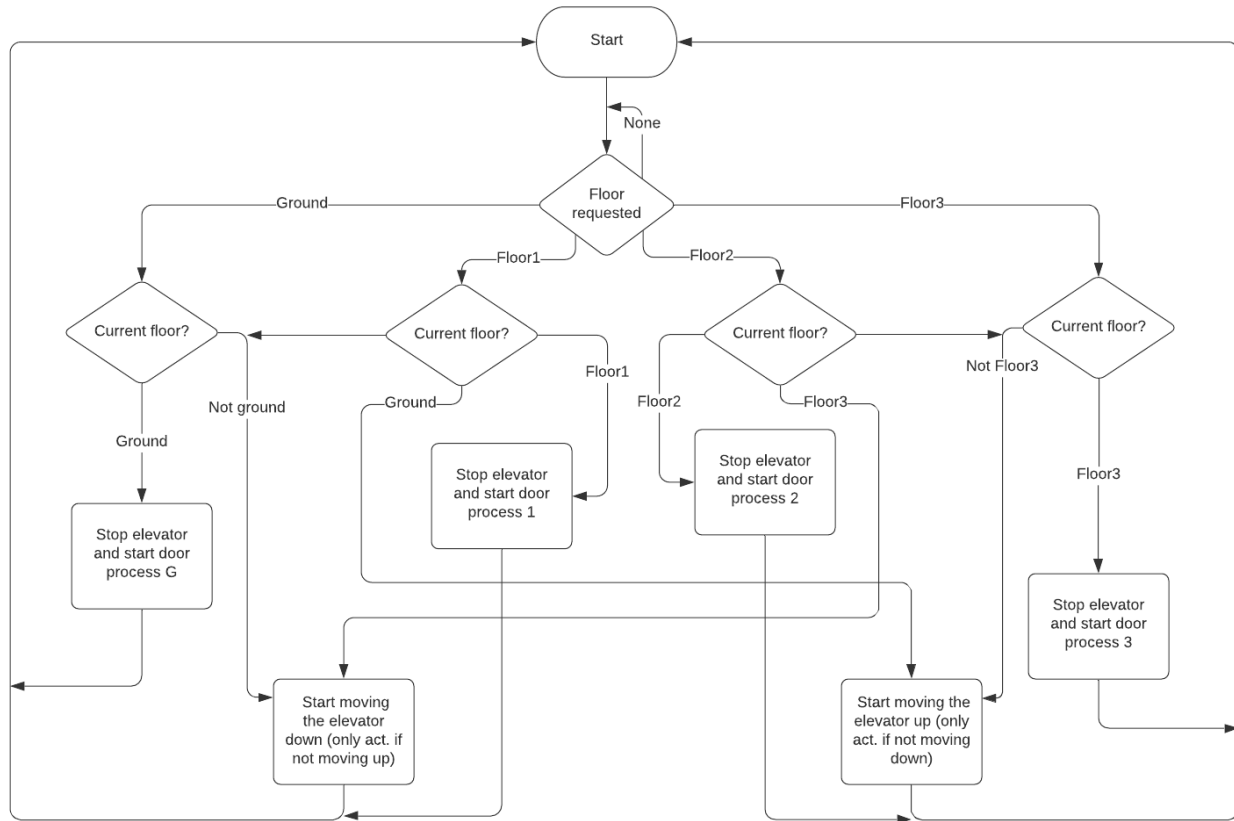 Start
None
Floor
requested
Ground
Floor3
Floor1
Floor2
Current floor?
Current floor?
Current floor?
Current floor?
Not Floor3
Floor1
Not ground
Ground
Floor2
Floor3
Ground
Floor3
Stop elevator
and start door
process 1
Stop elevator
and start door
process 2
Stop elevator
and start door
process G
Stop elevator
and start door
process 3
Start moving
the elevator
down (only act. if
not moving up)
Start moving the
elevator up (only
act. if not moving
down)